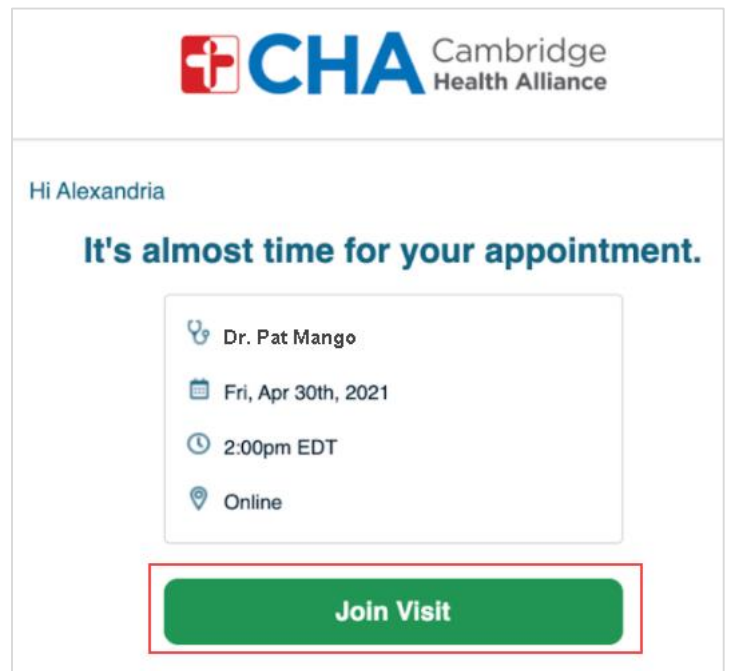 CHA Cambridge
Health Alliance
Hi Alexandria
It's almost time for your appointment.
Dr. Pat Mango
Fri, Apr 30th, 2021
2:00pm EDT
Online
Join Visit